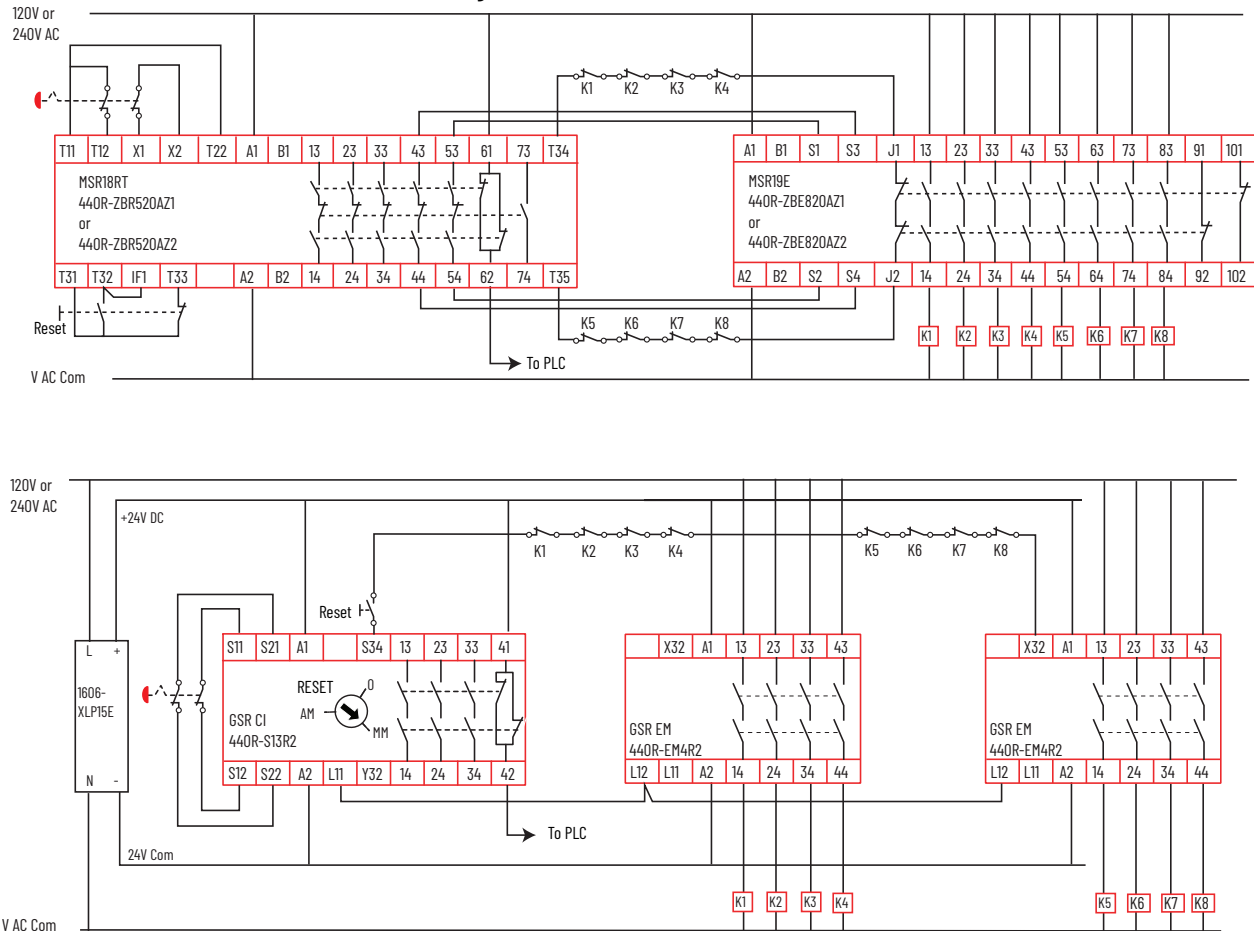 120V or
240V AC
K1 K2 K3 K4
T11 T12 X1 X2 T22 A1 B1 13 23 33 43 53 61 73 T34
A1 B1 S1 S3 J1 13 23 33 43 53 63 73 83 91 101
MSR18RT
440R-ZBR520AZ1
or
440R-ZBR520AZ2
MSR19E
440R-ZBE820AZ1
or
440R-ZBE820AZ2
T31 T32 IF1 T33 A2 B2 14 24 34 44 54 62 74 T35
A2 B2 S2 S4 J2 14 24 34 44 54 64 74 84 92 102
Reset
K5 K6 K7 K8
K1 K2 K3 K4 K5 K6 K7 K8
To PLC
V AC Com
120V or
240V AC
+24V DC
K1 K2 K3 K4 K5 K6 K7 K8
Reset
L +
1606-
XLP15E
N -
S11 S21 A1 S34 13 23 33 41
RESET 0
AM
MM
GSR CI
440R-S13R2
S12 S22 A2 L11 Y32 14 24 34 42
X32 A1 13 23 33 43
GSR EM
440R-EM4R2
L12 L11 A2 14 24 34 44
X32 A1 13 23 33 43
GSR EM
440R-EM4R2
L12 L11 A2 14 24 34 44
To PLC
24V Com
K1 K2 K3 K4 K5 K6 K7 K8
V AC Com